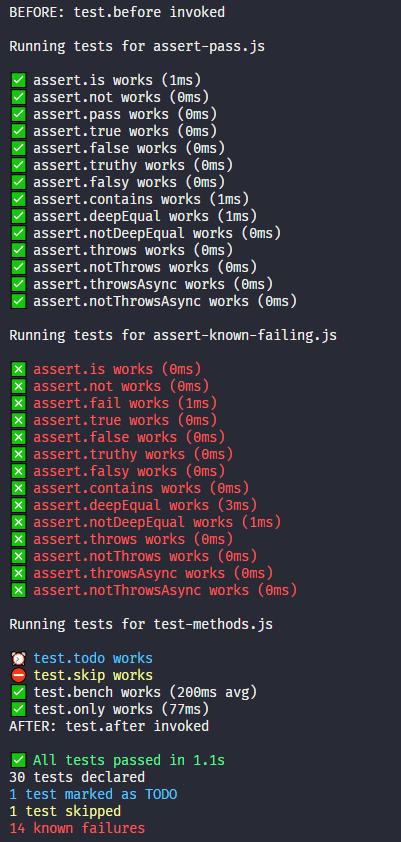 BEFORE: test.before invoked
Running tests for assert-pass.js
✅ assert.is works (1ms)
✅ assert.not works (0ms)
✅ assert.pass works (0ms)
✅ assert.true works (0ms)
✅ assert.false works (0ms)
✅ assert.truthy works (0ms)
✅ assert.falsy works (0ms)
✅ assert.contains works (1ms)
✅ assert.deepEqual works (1ms)
✅ assert.notDeepEqual works (0ms)
✅ assert.throws works (0ms)
✅ assert.notThrows works (0ms)
✅ assert.throwsAsync works (0ms)
✅ assert.notThrowsAsync works (0ms)
Running tests for assert-known-failing.js
❎ assert.is works (0ms)
❎ assert.not works (0ms)
❎ assert.fail works (1ms)
❎ assert.true works (0ms)
❎ assert.false works (0ms)
❎ assert.truthy works (0ms)
❎ assert.falsy works (0ms)
❎ assert.contains works (0ms)
❎ assert.deepEqual works (3ms)
❎ assert.notDeepEqual works (1ms)
❎ assert.throws works (0ms)
❎ assert.notThrows works (0ms)
❎ assert.throwsAsync works (0ms)
❎ assert.notThrowsAsync works (0ms)
Running tests for test-methods.js
⏰ test.todo works
⛔ test.skip works
✅ test.bench works (200ms avg)
✅ test.only works (77ms)
AFTER: test.after invoked
✅ All tests passed in 1.1s
30 tests declared
1 test marked as TODO
1 test skipped
14 known failures